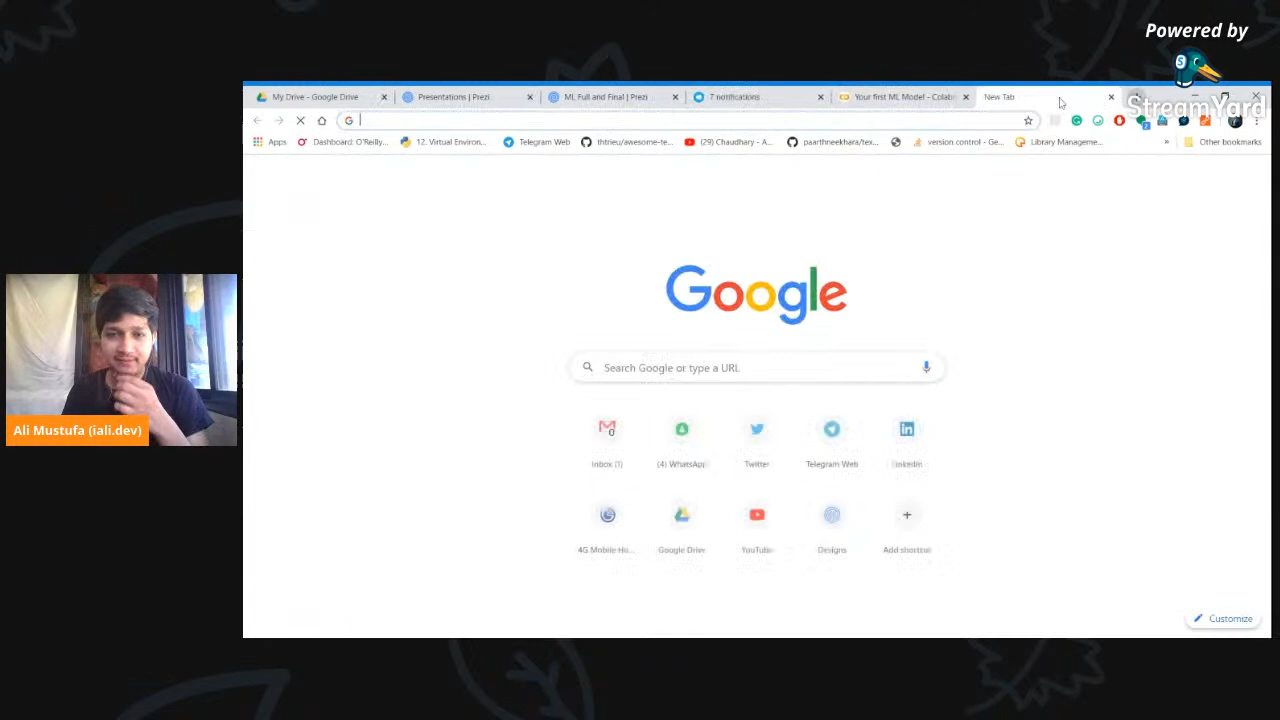 Powered by
StreamYard
My Drive - Google Drive
Presentations | Prezi
ML Full and Final | Prezi
7 notifications
Your first ML Model - Colab
New Tab
Apps
Dashboard: O'Reilly...
12. Virtual Environ...
Telegram Web
thtrieu/awesome-te...
(29) Chaudhary - A...
paarthneekhara/tex...
version control - Ge...
Library Manageme...
»
Other bookmarks
Google
Search Google or type a URL
Inbox (1)
(4) WhatsApp
Twitter
Telegram Web
LinkedIn
4G Mobile Ho...
Google Drive
YouTube
Designs
Add shortcut
Customize
Ali Mustufa (iali.dev)